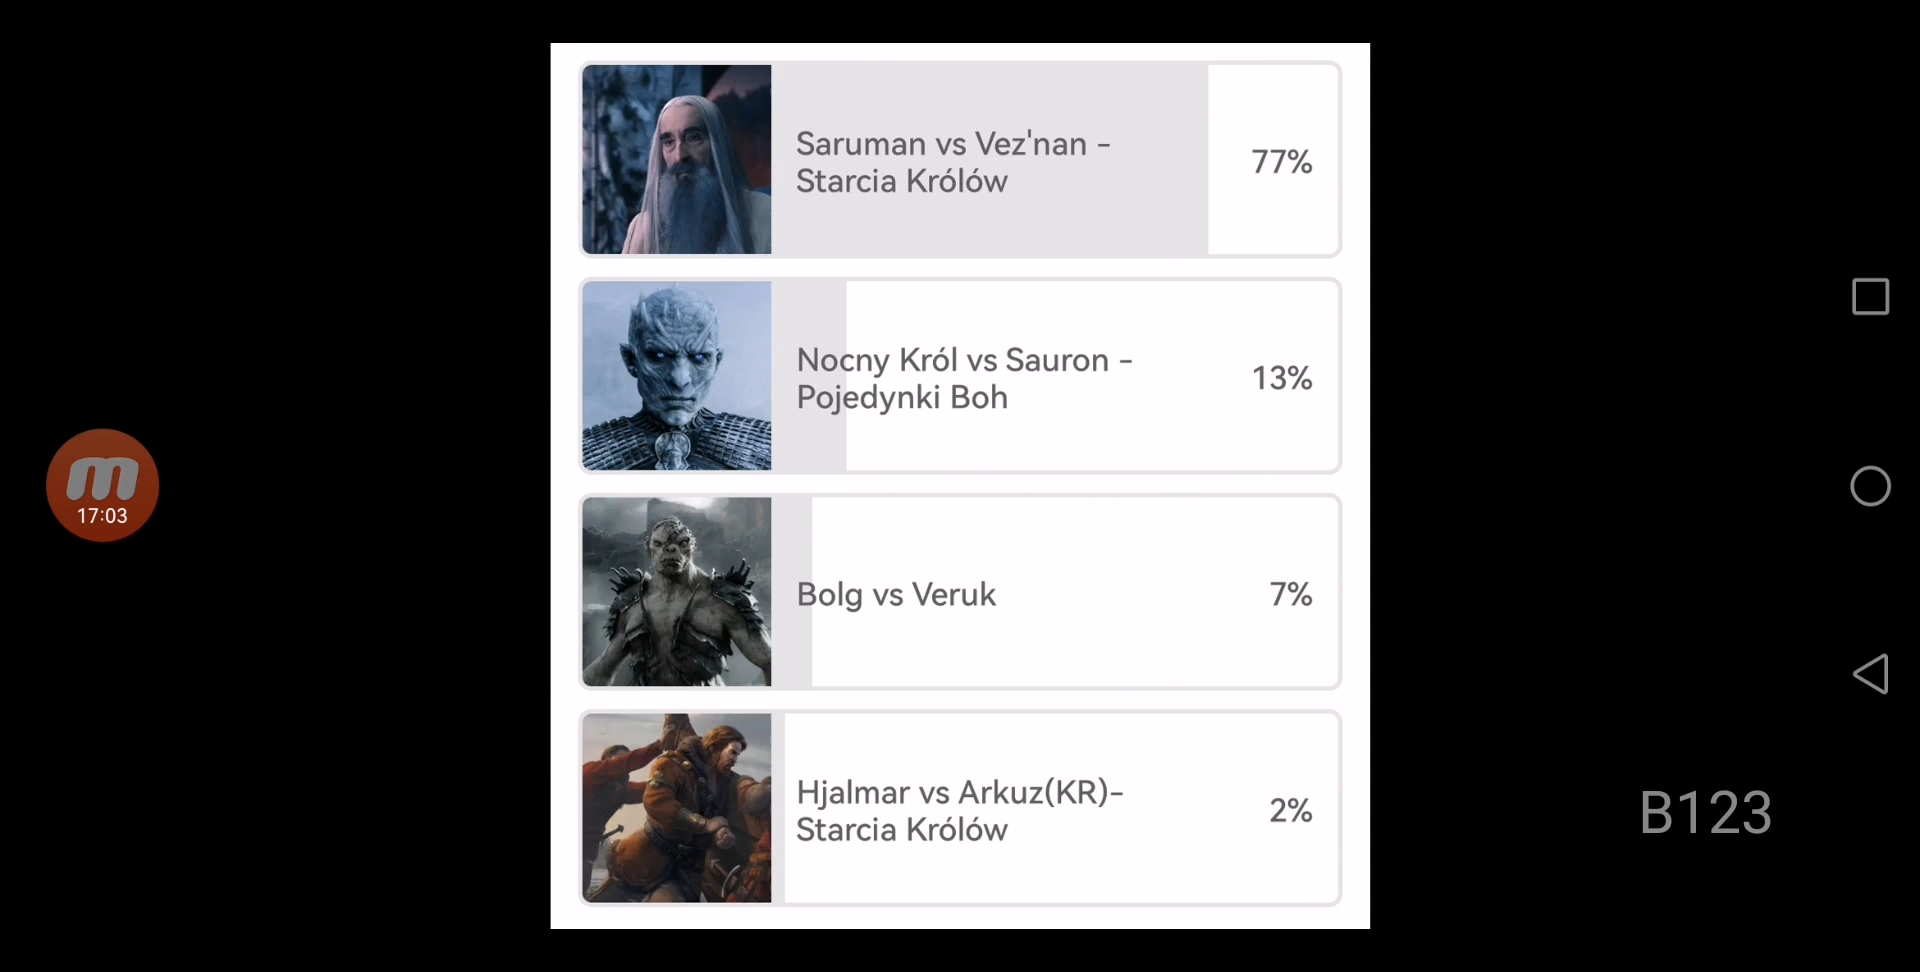 Saruman vs Vez'nan -
Starcia Królów
77%
Nocny Król vs Sauron -
Pojedynki Boh
13%
Bolg vs Veruk
7%
Hjalmar vs Arkuz(KR)-
Starcia Królów
2%
m
17:03
B123